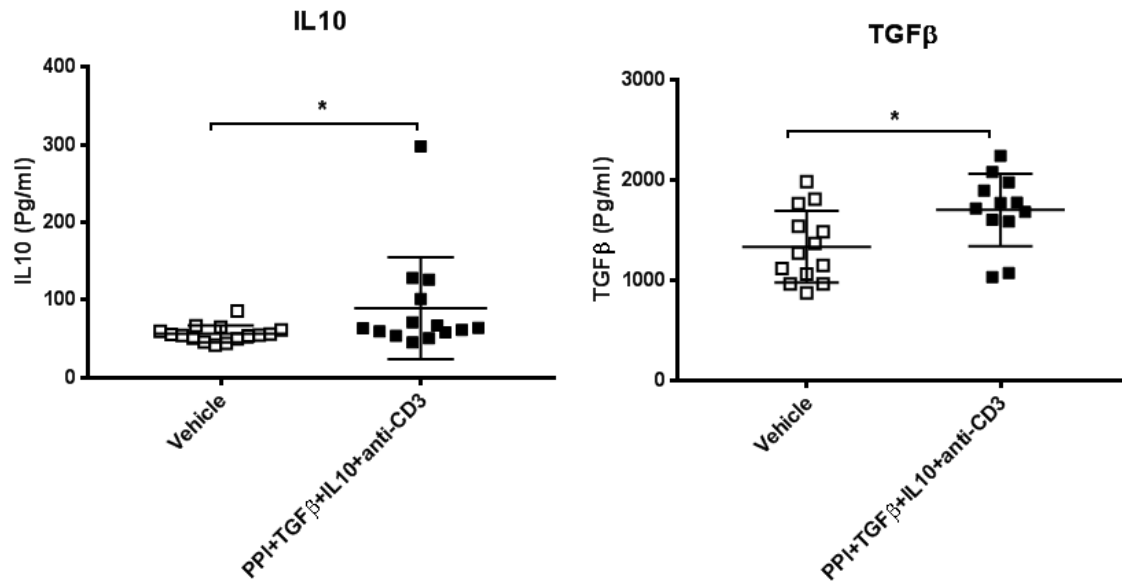 IL10
IL10 (Pg/ml)
400
300
200
100
0
*
Vehicle
PPI+TGFβ+IL10+anti-CD3
TGFβ
TGFβ (Pg/ml)
3000
2000
1000
0
*
Vehicle
PPI+TGFβ+IL10+anti-CD3